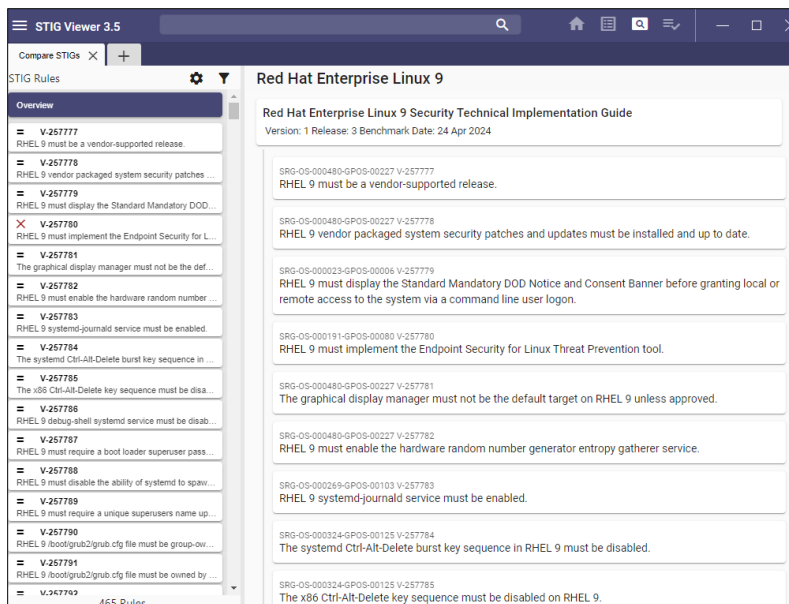 STIG Viewer 3.5
Compare STIGs
STIG Rules
Overview
= V-257777
RHEL 9 must be a vendor-supported release.
= V-257778
RHEL 9 vendor packaged system security patches ...
= V-257779
RHEL 9 must display the Standard Mandatory DOD...
V-257780
RHEL 9 must implement the Endpoint Security for L...
= V-257781
The graphical display manager must not be the def...
= V-257782
RHEL 9 must enable the hardware random number ...
= V-257783
RHEL 9 systemd-journald service must be enabled.
= V-257784
The systemd Ctrl-Alt-Delete burst key sequence in ...
= V-257785
The x86 Ctrl-Alt-Delete key sequence must be disa...
= V-257786
RHEL 9 debug-shell systemd service must be disab...
= V-257787
RHEL 9 must require a boot loader superuser pass...
= V-257788
RHEL 9 must disable the ability of systemd to spaw...
= V-257789
RHEL 9 must require a unique superusers name up...
= V-257790
RHEL 9 /boot/grub2/grub.cfg file must be group-ow...
= V-257791
RHEL 9 /boot/grub2/grub.cfg file must be owned by ...
= V-257792
465 Rules
Red Hat Enterprise Linux 9
Red Hat Enterprise Linux 9 Security Technical Implementation Guide
Version: 1 Release: 3 Benchmark Date: 24 Apr 2024
SRG-OS-000480-GPOS-00227 V-257777
RHEL 9 must be a vendor-supported release.
SRG-OS-000480-GPOS-00227 V-257778
RHEL 9 vendor packaged system security patches and updates must be installed and up to date.
SRG-OS-000023-GPOS-00006 V-257779
RHEL 9 must display the Standard Mandatory DOD Notice and Consent Banner before granting local or
remote access to the system via a command line user logon.
SRG-OS-000191-GPOS-00080 V-257780
RHEL 9 must implement the Endpoint Security for Linux Threat Prevention tool.
SRG-OS-000480-GPOS-00227 V-257781
The graphical display manager must not be the default target on RHEL 9 unless approved.
SRG-OS-000480-GPOS-00227 V-257782
RHEL 9 must enable the hardware random number generator entropy gatherer service.
SRG-OS-000269-GPOS-00103 V-257783
RHEL 9 systemd-journald service must be enabled.
SRG-OS-000324-GPOS-00125 V-257784
The systemd Ctrl-Alt-Delete burst key sequence in RHEL 9 must be disabled.
SRG-OS-000324-GPOS-00125 V-257785
The x86 Ctrl-Alt-Delete key sequence must be disabled on RHEL 9.